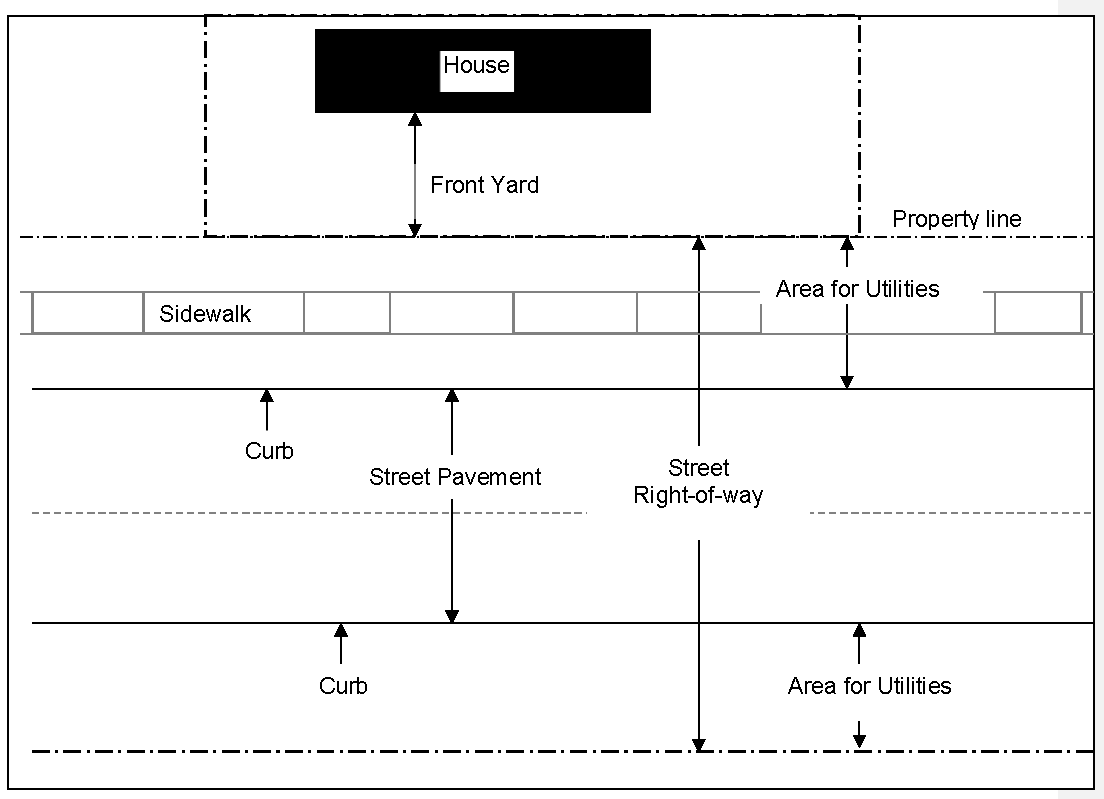 House
Front Yard
Property line
Area for Utilities
Sidewalk
Curb
Street Pavement
Street
Right-of-way
Curb
Area for Utilities